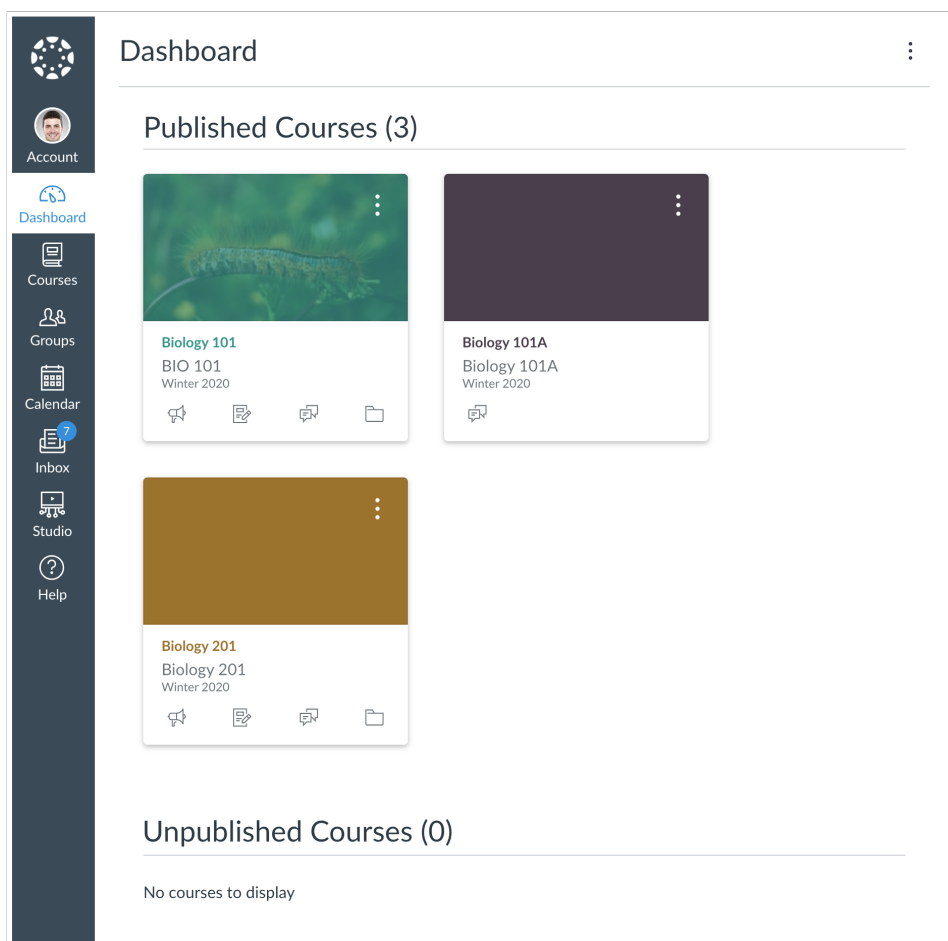 Dashboard
Account
Dashboard
Courses
Groups
Calendar
7
Inbox
Studio
?
Help
Published Courses (3)
Biology 101
BIO 101
Winter 2020
Biology 101A
Biology 101A
Winter 2020
Biology 201
Biology 201
Winter 2020
Unpublished Courses (0)
No courses to display